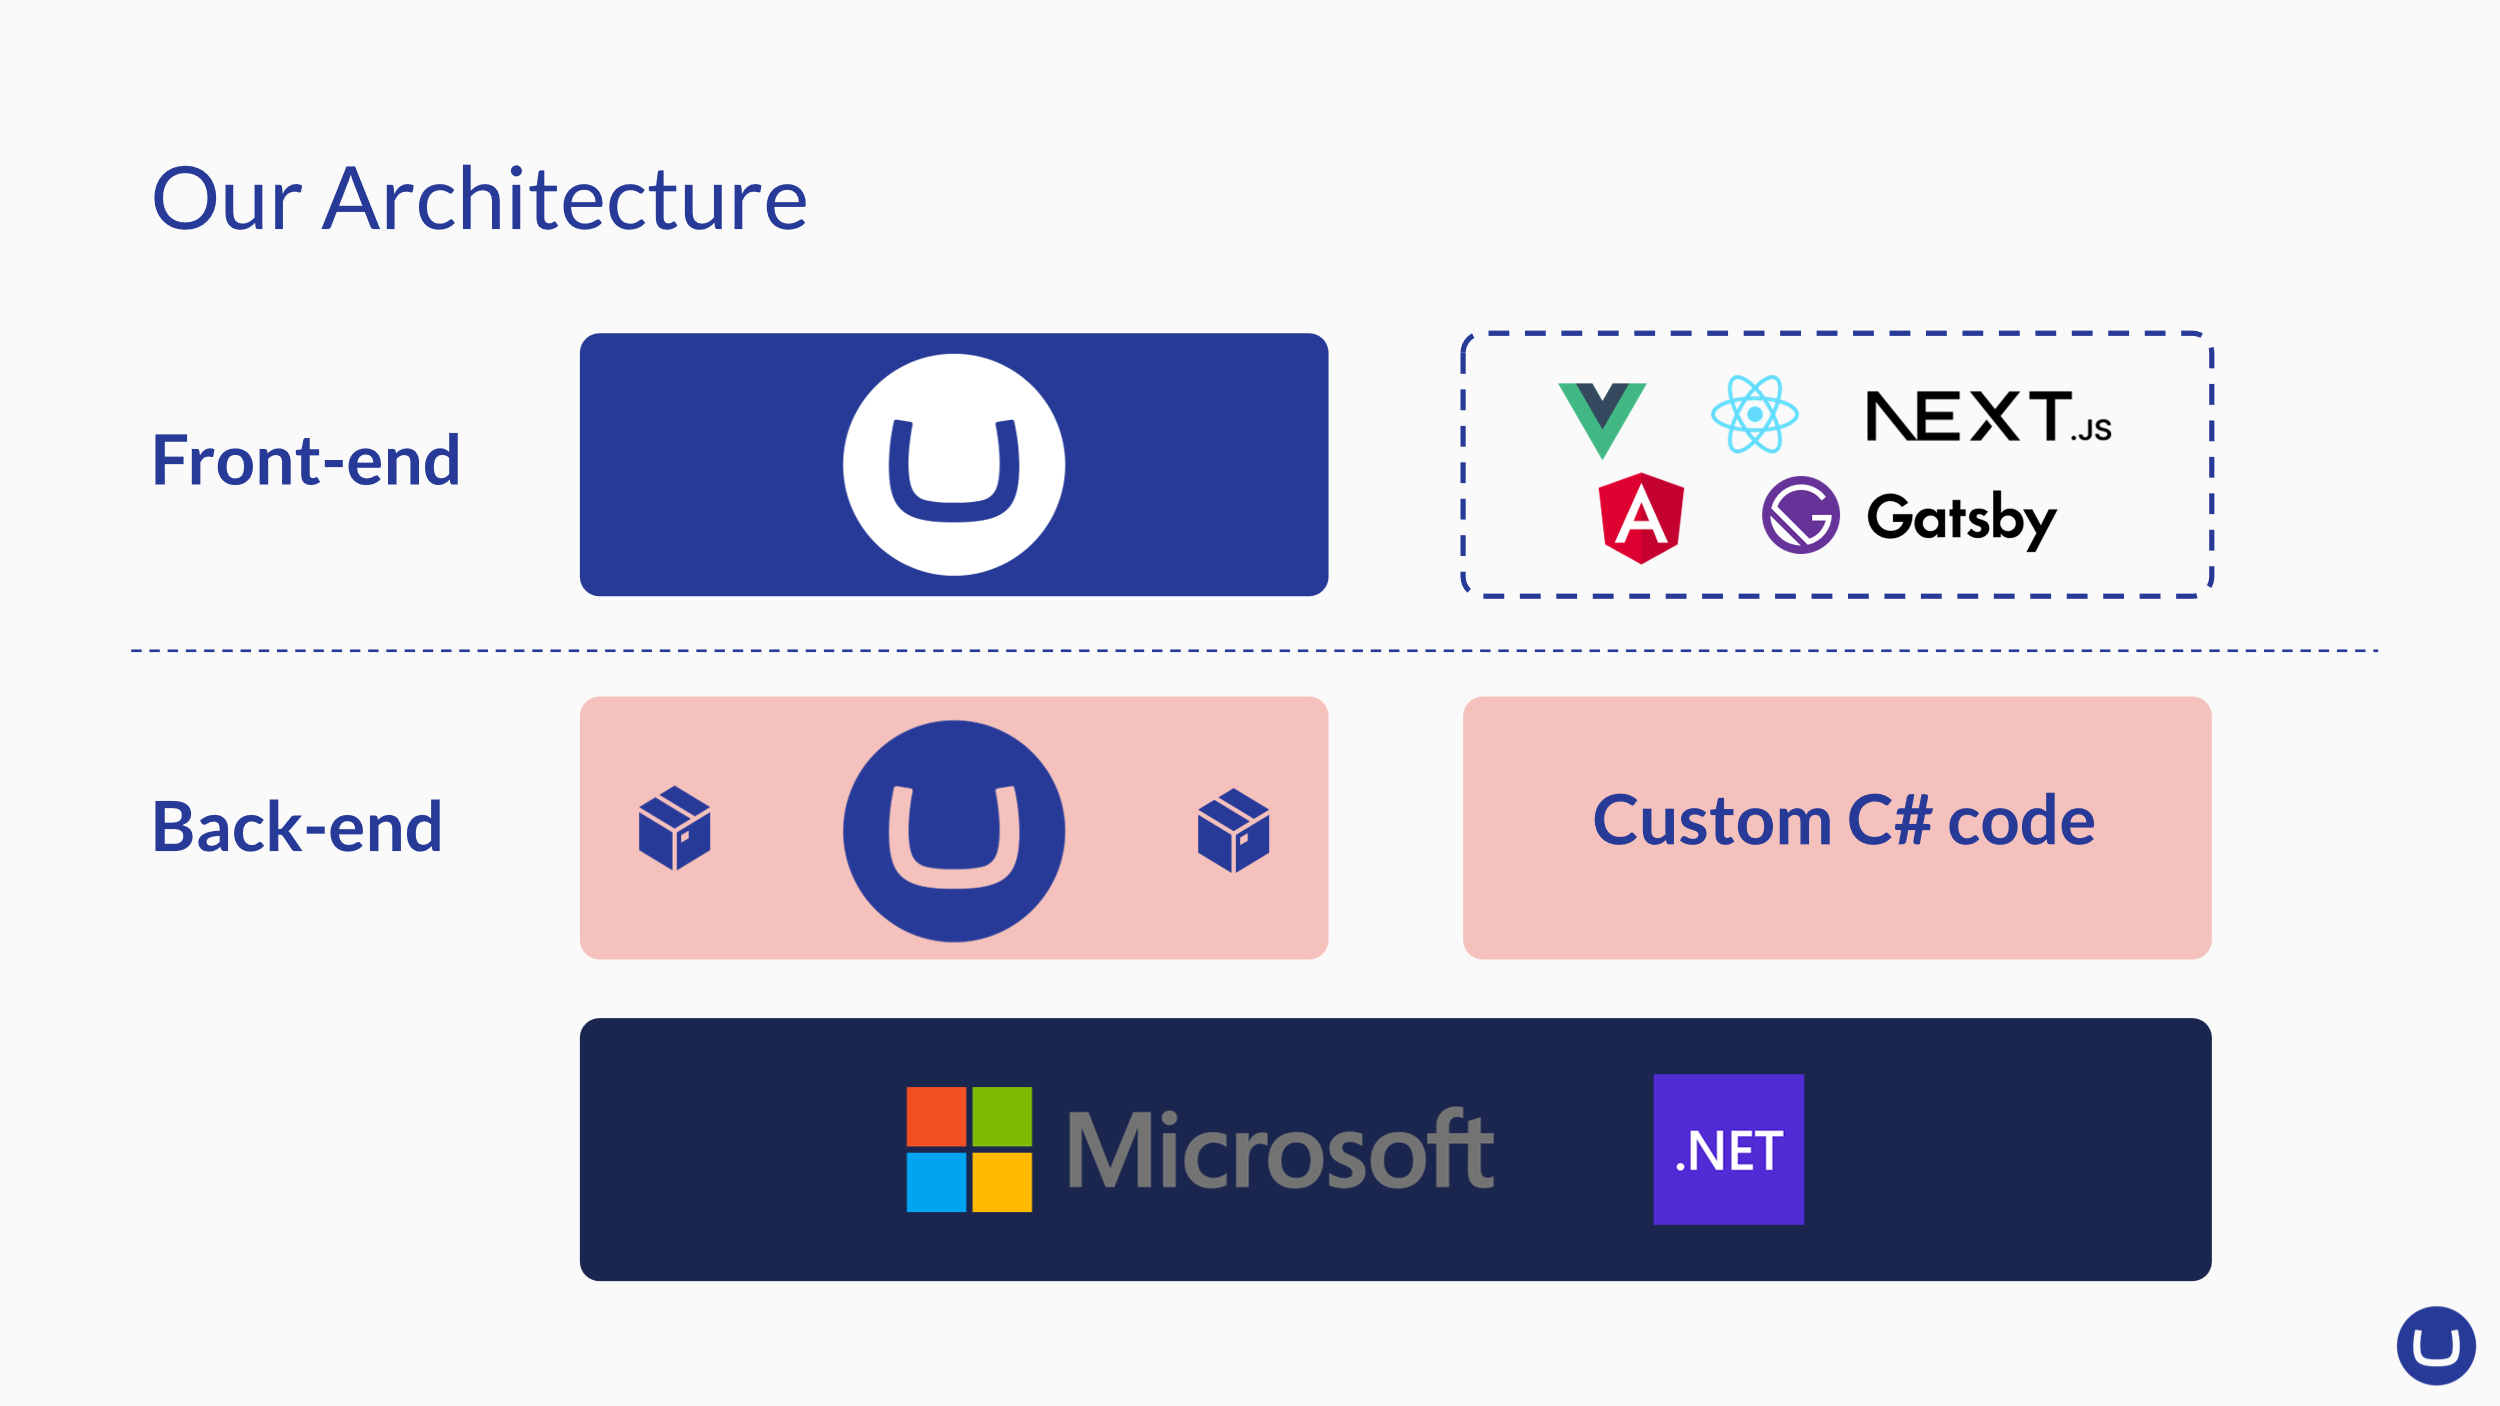 Our Architecture
Front-end
NEXT.JS
Gatsby
Back-end
Custom C# code
Microsoft
.NET